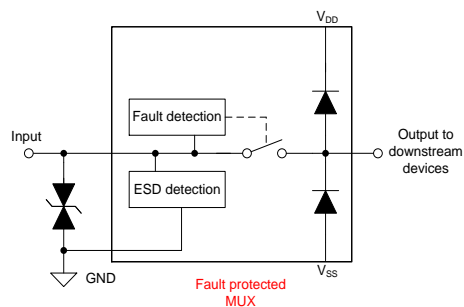 VDD
Fault detection
Input
Output to
downstream
devices
ESD detection
GND
VSS
Fault protected
MUX